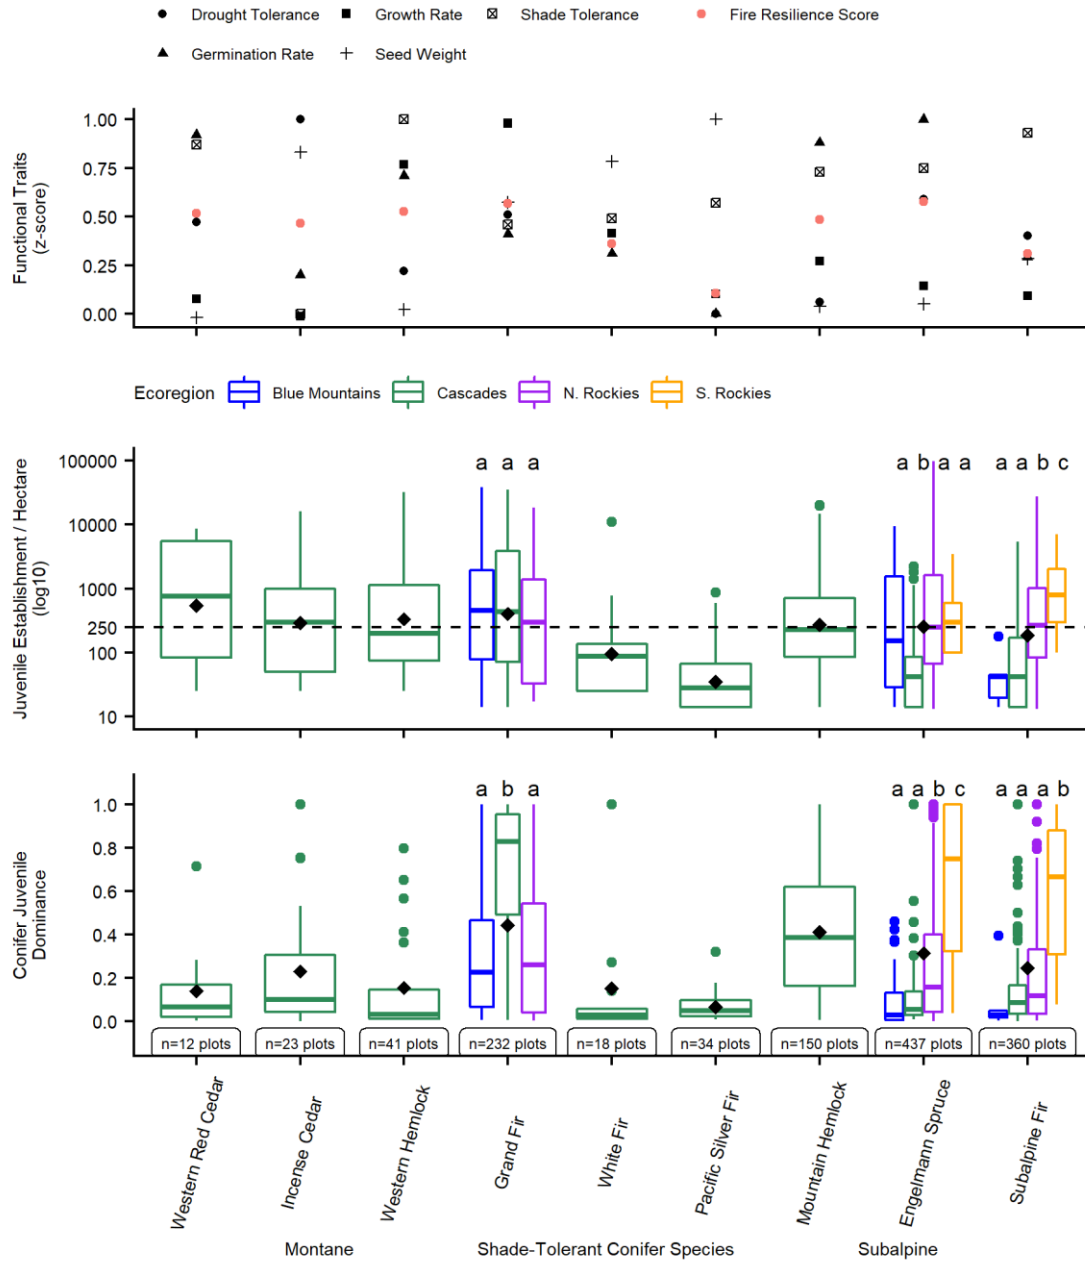 Drought Tolerance Growth Rate Shade Tolerance Fire Resilience Score
Germination Rate Seed Weight
Functional Traits
(z-score)
1.00
0.75
0.50
0.25
0.00
Ecoregion Blue Mountains Cascades N. Rockies S. Rockies
Juvenile Establishment / Hectare
(log10)
100000
10000
1000
250
100
10
a a a a b a a a a b c
Conifer Juvenile
Dominance
1.0
0.8
0.6
0.4
0.2
0.0
a b a a a b c a a a b
n=12 plots n=23 plots n=41 plots n=232 plots n=18 plots n=34 plots n=150 plots n=437 plots n=360 plots
Western Red Cedar
Incense Cedar
Western Hemlock
Grand Fir
White Fir
Pacific Silver Fir
Mountain Hemlock
Engelmann Spruce
Subalpine Fir
Montane Shade-Tolerant Conifer Species Subalpine